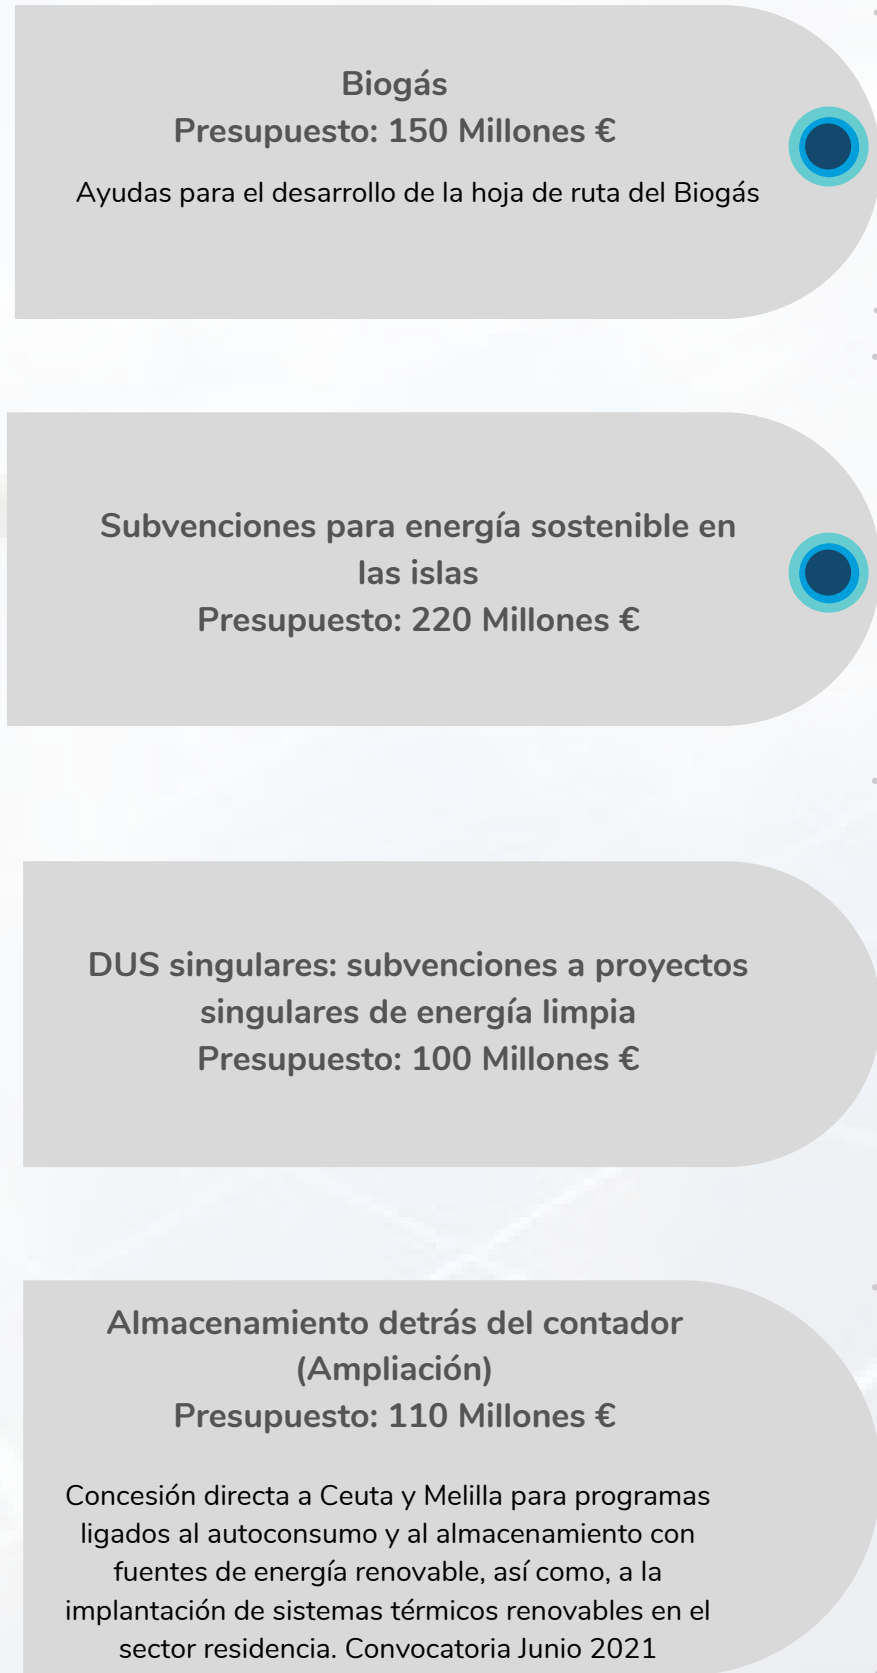 Biogás
Presupuesto: 150 Millones €
Ayudas para el desarrollo de la hoja de ruta del Biogás
Subvenciones para energía sostenible en
las islas
Presupuesto: 220 Millones €
DUS singulares: subvenciones a proyectos
singulares de energía limpia
Presupuesto: 100 Millones €
Almacenamiento detrás del contador
(Ampliación)
Presupuesto: 110 Millones €
Concesión directa a Ceuta y Melilla para programas
ligados al autoconsumo y al almacenamiento con
fuentes de energía renovable, así como, a la
implantación de sistemas térmicos renovables en el
sector residencia. Convocatoria Junio 2021